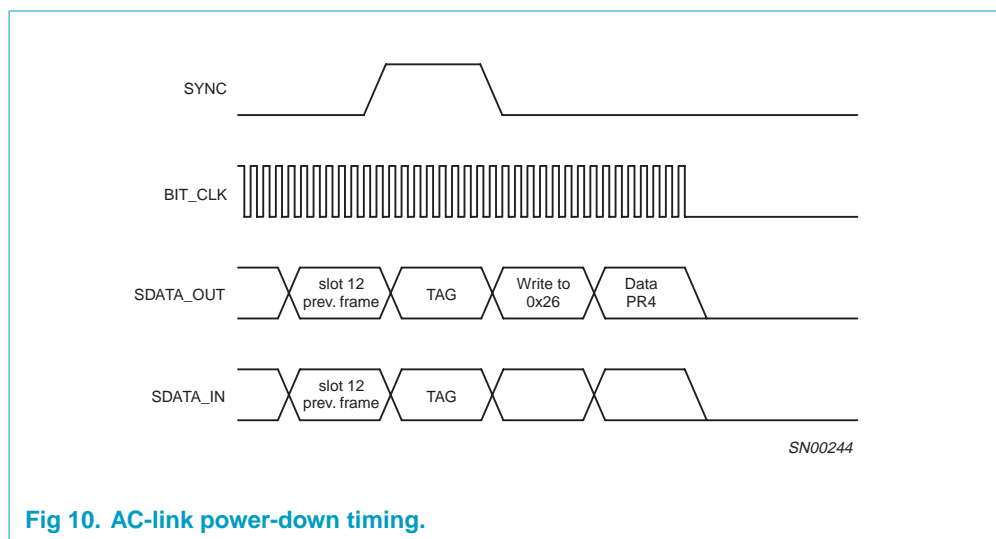 SYNC
BIT_CLK
SDATA_OUT
slot 12
prev. frame
TAG
Write to
0x26
Data
PR4
SDATA_IN
slot 12
prev. frame
TAG
SN00244
Fig 10. AC-link power-down timing.